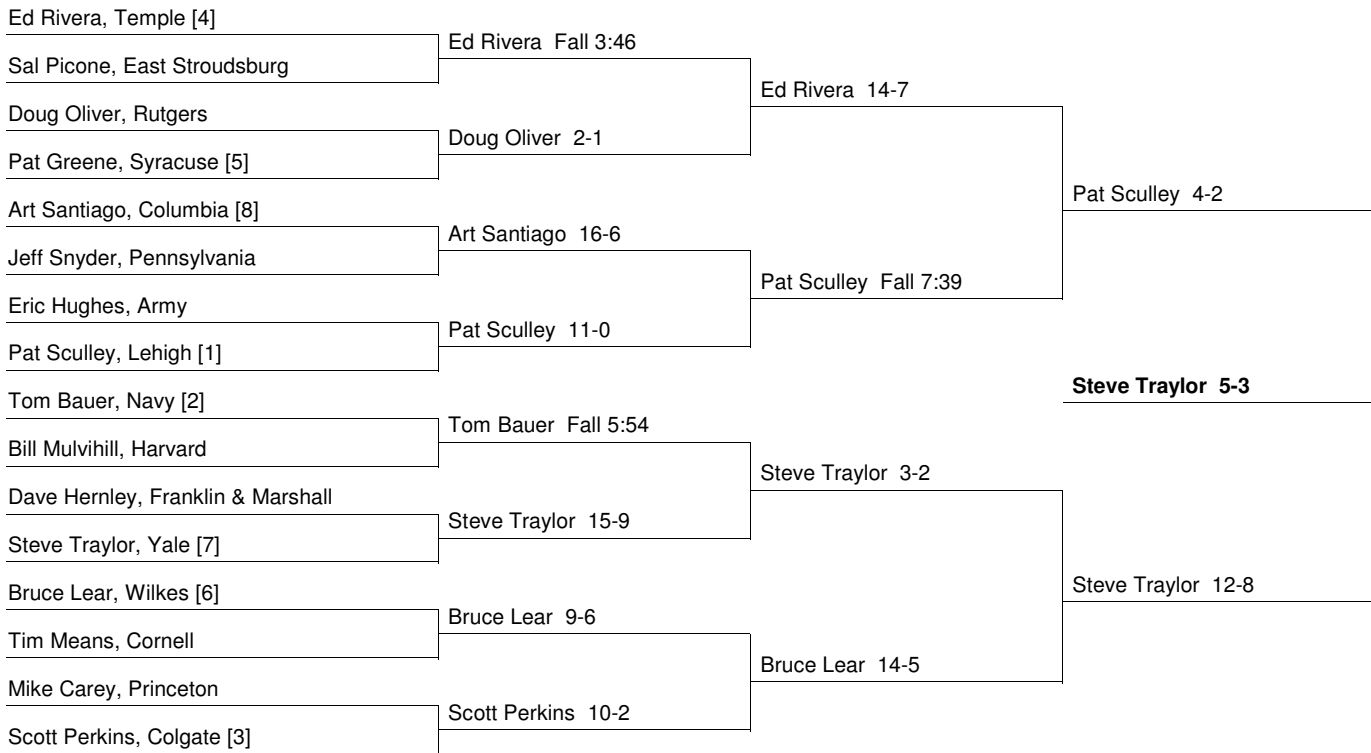 Ed Rivera, Temple [4]
Sal Picone, East Stroudsburg
Doug Oliver, Rutgers
Pat Greene, Syracuse [5]
Art Santiago, Columbia [8]
Jeff Snyder, Pennsylvania
Eric Hughes, Army
Pat Sculley, Lehigh [1]
Tom Bauer, Navy [2]
Bill Mulvihill, Harvard
Dave Hernley, Franklin & Marshall
Steve Traylor, Yale [7]
Bruce Lear, Wilkes [6]
Tim Means, Cornell
Mike Carey, Princeton
Scott Perkins, Colgate [3]
Ed Rivera Fall 3:46
Doug Oliver 2-1
Art Santiago 16-6
Pat Sculley 11-0
Tom Bauer Fall 5:54
Steve Traylor 15-9
Bruce Lear 9-6
Scott Perkins 10-2
Ed Rivera 14-7
Pat Sculley Fall 7:39
Steve Traylor 3-2
Bruce Lear 14-5
Pat Sculley 4-2
Steve Traylor 5-3
Steve Traylor 12-8